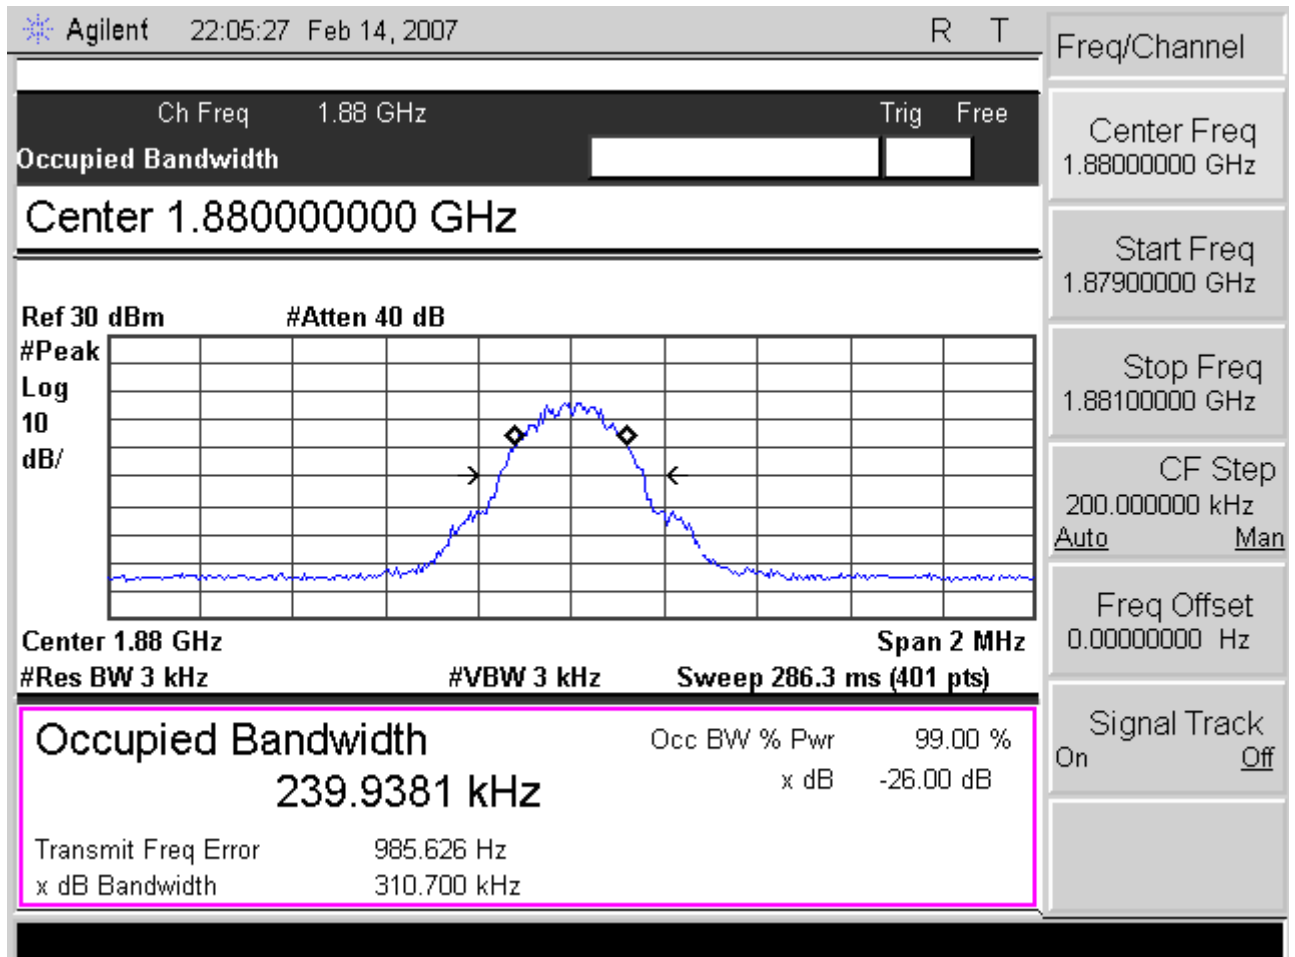 Agilent 22:05:27 Feb 14, 2007 R T
Ch Freq 1.88 GHz Trig Free
Occupied Bandwidth
Center 1.880000000 GHz
Ref 30 dBm #Atten 40 dB
#Peak
Log
10
dB/
Center 1.88 GHz Span 2 MHz
#Res BW 3 kHz #VBW 3 kHz Sweep 286.3 ms (401 pts)
Occupied Bandwidth Occ BW % Pwr 99.00 %
239.9381 kHz x dB -26.00 dB
Transmit Freq Error 985.626 Hz
x dB Bandwidth 310.700 kHz
Freq/Channel
Center Freq
1.88000000 GHz
Start Freq
1.87900000 GHz
Stop Freq
1.88100000 GHz
CF Step
200.000000 kHz
Auto Man
Freq Offset
0.00000000 Hz
Signal Track
On Off